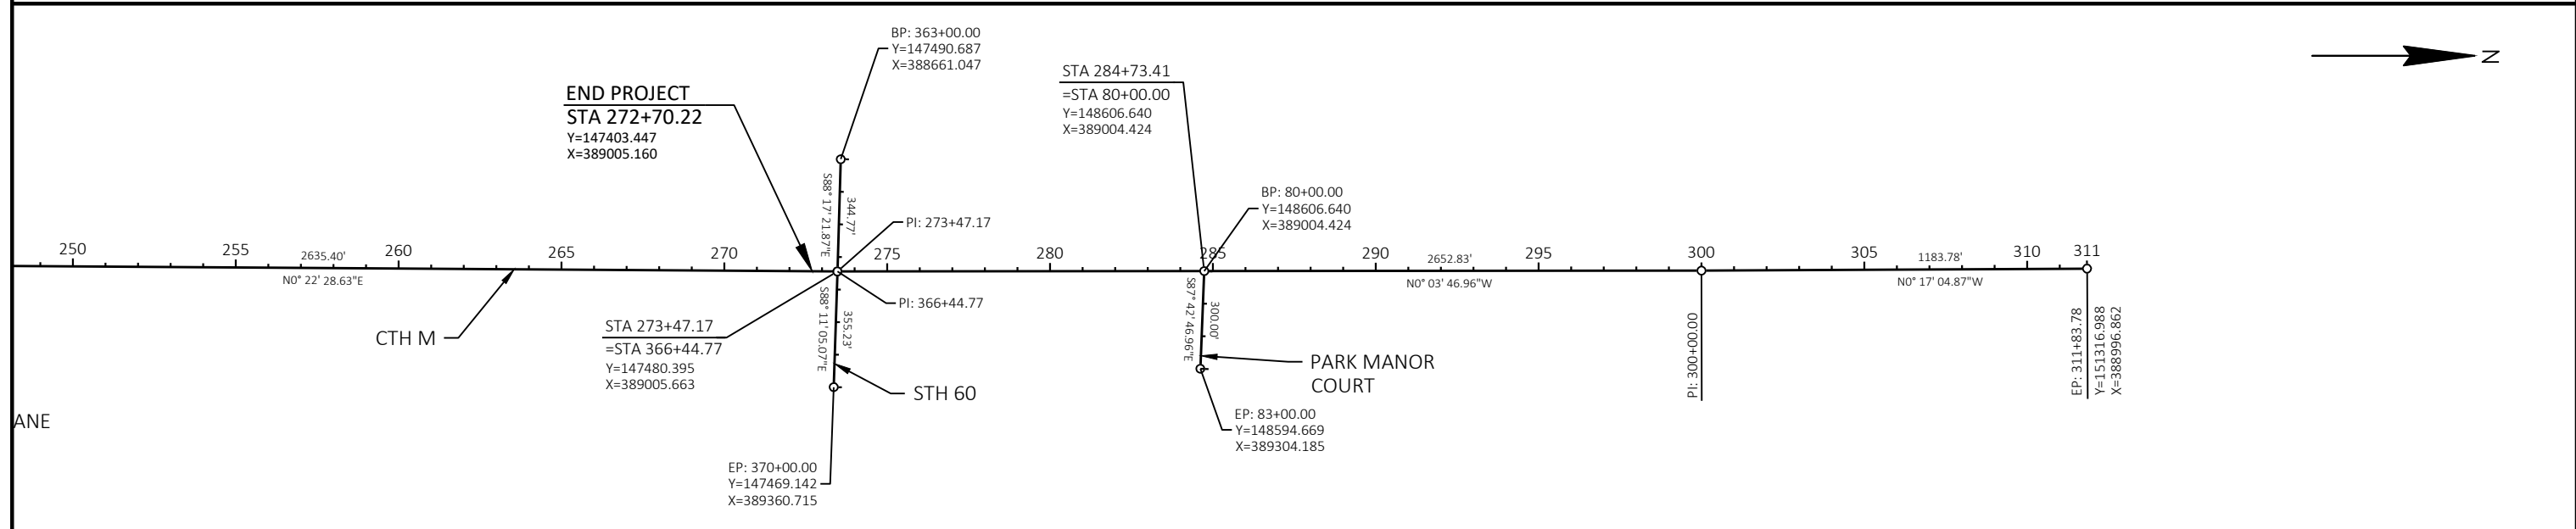 BP: 363+00.00
Y=147490.687
X=388661.047
N
STA 284+73.41
=STA 80+00.00
Y=148606.640
X=389004.424
END PROJECT
STA 272+70.22
Y=147403.447
X=389005.160
BP: 80+00.00
Y=148606.640
X=389004.424
S88° 17' 21.87"E
344.77'
PI: 273+47.17
250
255
2635.40'
260
265
270
275
280
285
290
2652.83'
295
300
305
1183.78'
310
311
N0° 22' 28.63"E
N0° 03' 46.96"W
N0° 17' 04.87"W
PI: 366+44.77
S88° 11' 05.07"E
355.23'
S87° 42' 46.96"E
300.00'
CTH M
STA 273+47.17
=STA 366+44.77
Y=147480.395
X=389005.663
STH 60
PARK MANOR
COURT
PI: 300+00.00
EP: 311+83.78
Y=151316.988
X=388996.862
ANE
EP: 83+00.00
Y=148594.669
X=389304.185
EP: 370+00.00
Y=147469.142
X=389360.715